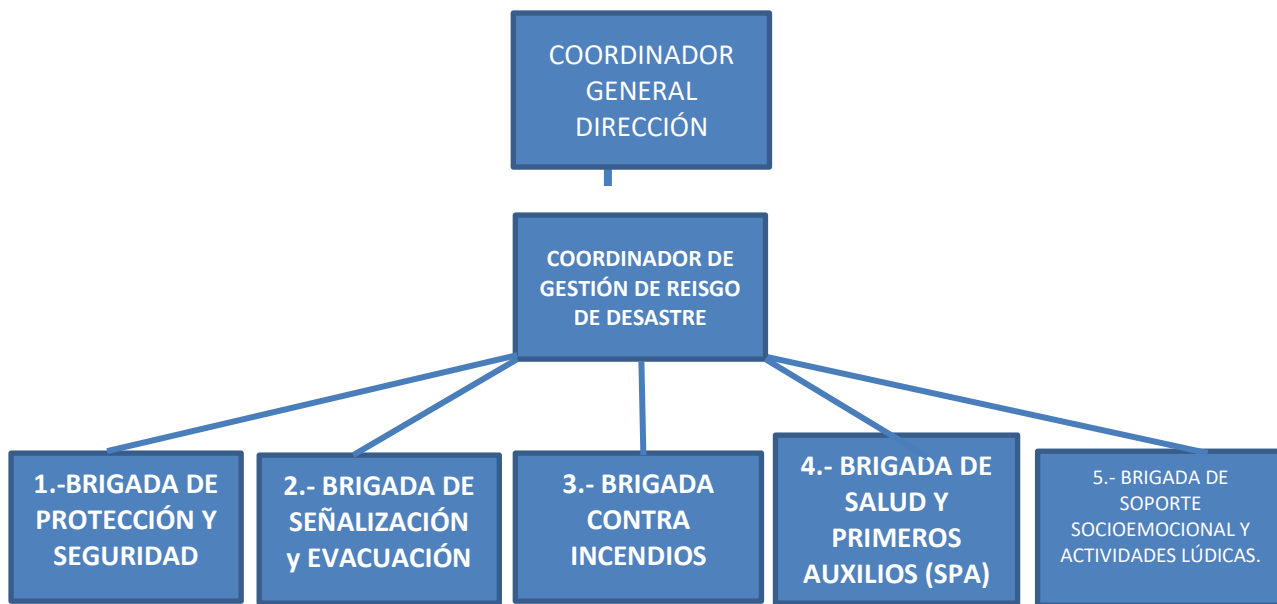 COORDINADOR
GENERAL
DIRECCIÓN
COORDINADOR DE
GESTIÓN DE REISGO
DE DESASTRE
1.-BRIGADA DE
PROTECCIÓN Y
SEGURIDAD
2.- BRIGADA DE
SEÑALIZACIÓN
y EVACUACIÓN
3.- BRIGADA
CONTRA
INCENDIOS
4.- BRIGADA DE
SALUD Y
PRIMEROS
AUXILIOS (SPA)
5.- BRIGADA DE
SOPORTE
SOCIOEMOCIONAL Y
ACTIVIDADES LÚDICAS.